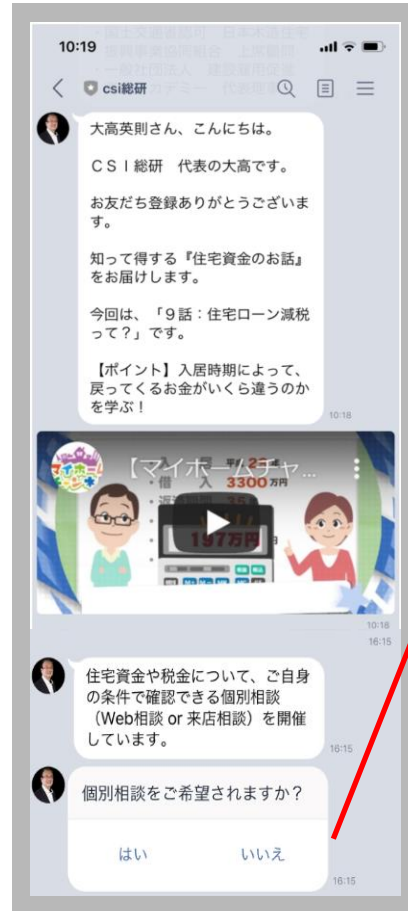 10:19
csi総研
大高英則さん、こんにちは。
ＣＳＩ総研　代表の大高です。
お友だち登録ありがとうございま
す。
知って得する『住宅資金のお話』
をお届けします。
今回は、「９話：住宅ローン減税
って？」です。
【ポイント】入居時期によって、
戻ってくるお金がいくら違うのか
を学ぶ！
10:18
【マイホームチャ...
・借　入　3300万円
197万円
10:18
16:15
住宅資金や税金について、ご自身
の条件で確認できる個別相談
（Web相談 or 来店相談）を開催
しています。
16:15
個別相談をご希望されますか？
はい　いいえ
16:15